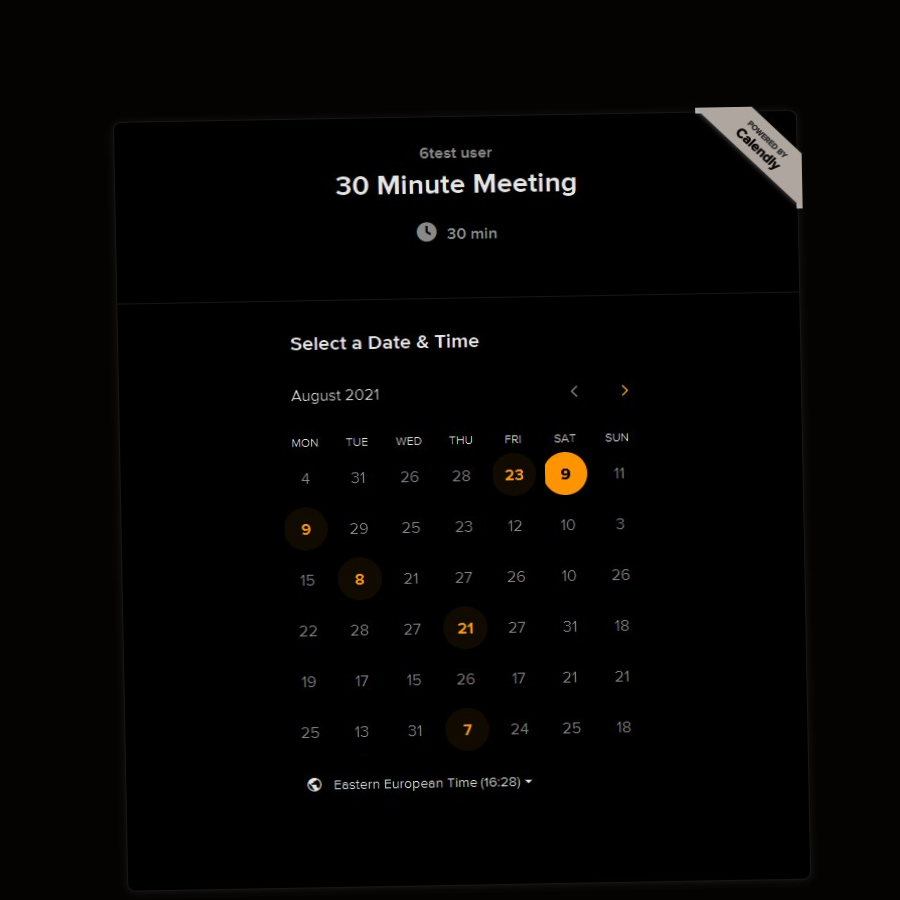 POWERED BY
Calendly
6test user
30 Minute Meeting
30 min
Select a Date & Time
August 2021
MON TUE WED THU FRI SAT SUN
4 31 26 28 23 9 11
9 29 25 23 12 10 3
15 8 21 27 26 10 26
22 28 27 21 27 31 18
19 17 15 26 17 21 21
25 13 31 7 24 25 18
Eastern European Time (16:28)